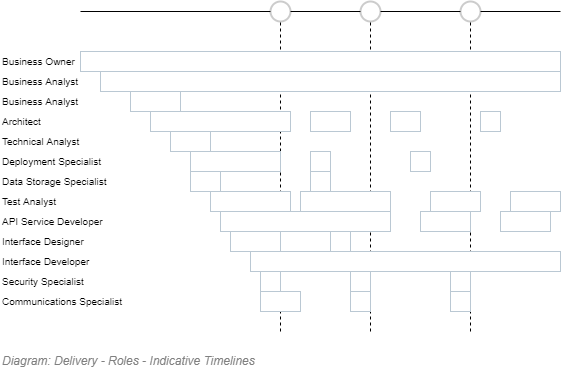 Business Owner
Business Analyst
Business Analyst
Architect
Technical Analyst
Deployment Specialist
Data Storage Specialist
Test Analyst
API Service Developer
Interface Designer
Interface Developer
Security Specialist
Communications Specialist
Diagram: Delivery - Roles - Indicative Timelines